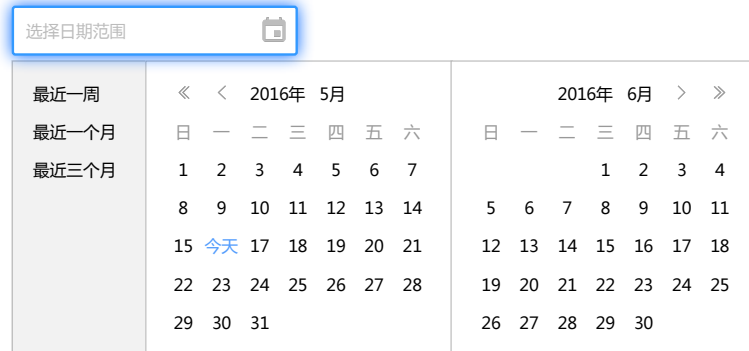 选择日期范围
最近一周
最近一个月
最近三个月
2016年 5月
日 一 二 三 四 五 六
1 2 3 4 5 6 7
8 9 10 11 12 13 14
15 今天 17 18 19 20 21
22 23 24 25 26 27 28
29 30 31
2016年 6月
日 一 二 三 四 五 六
1 2 3 4
5 6 7 8 9 10 11
12 13 14 15 16 17 18
19 20 21 22 23 24 25
26 27 28 29 30